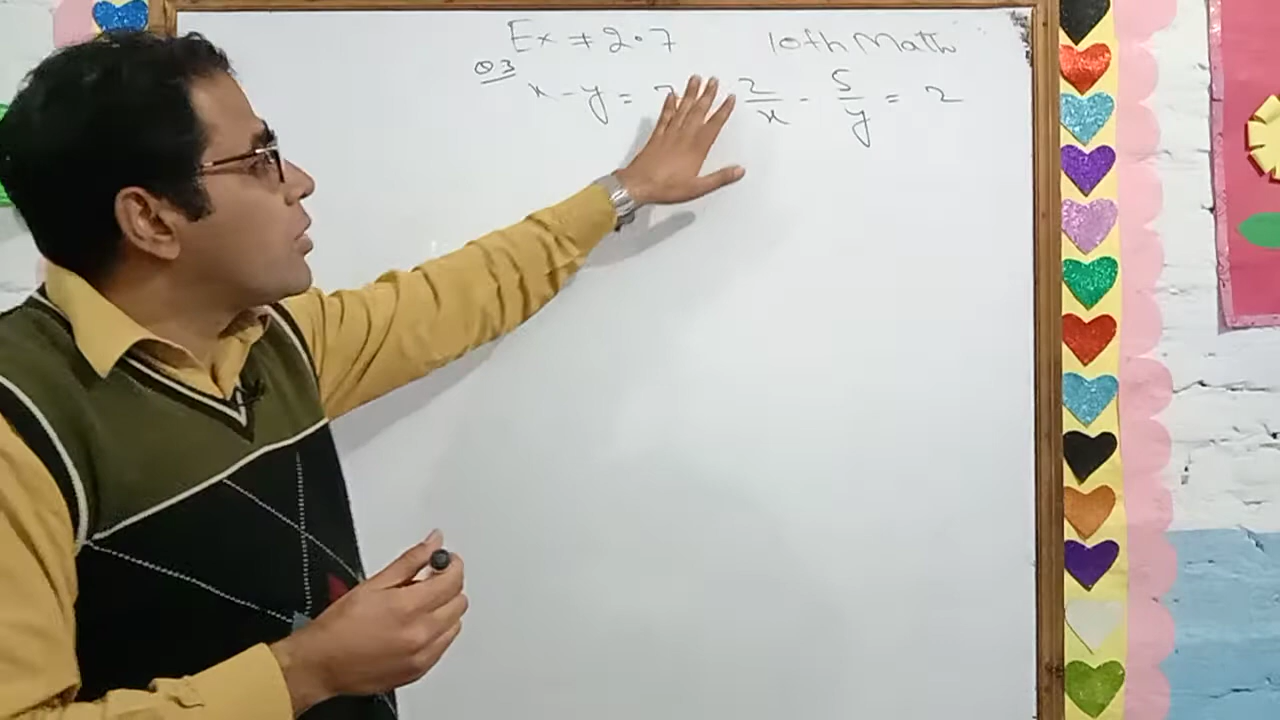 Ex # 2.7 10th Math
Q3 x - y = 7 2/x - 5/y = 2